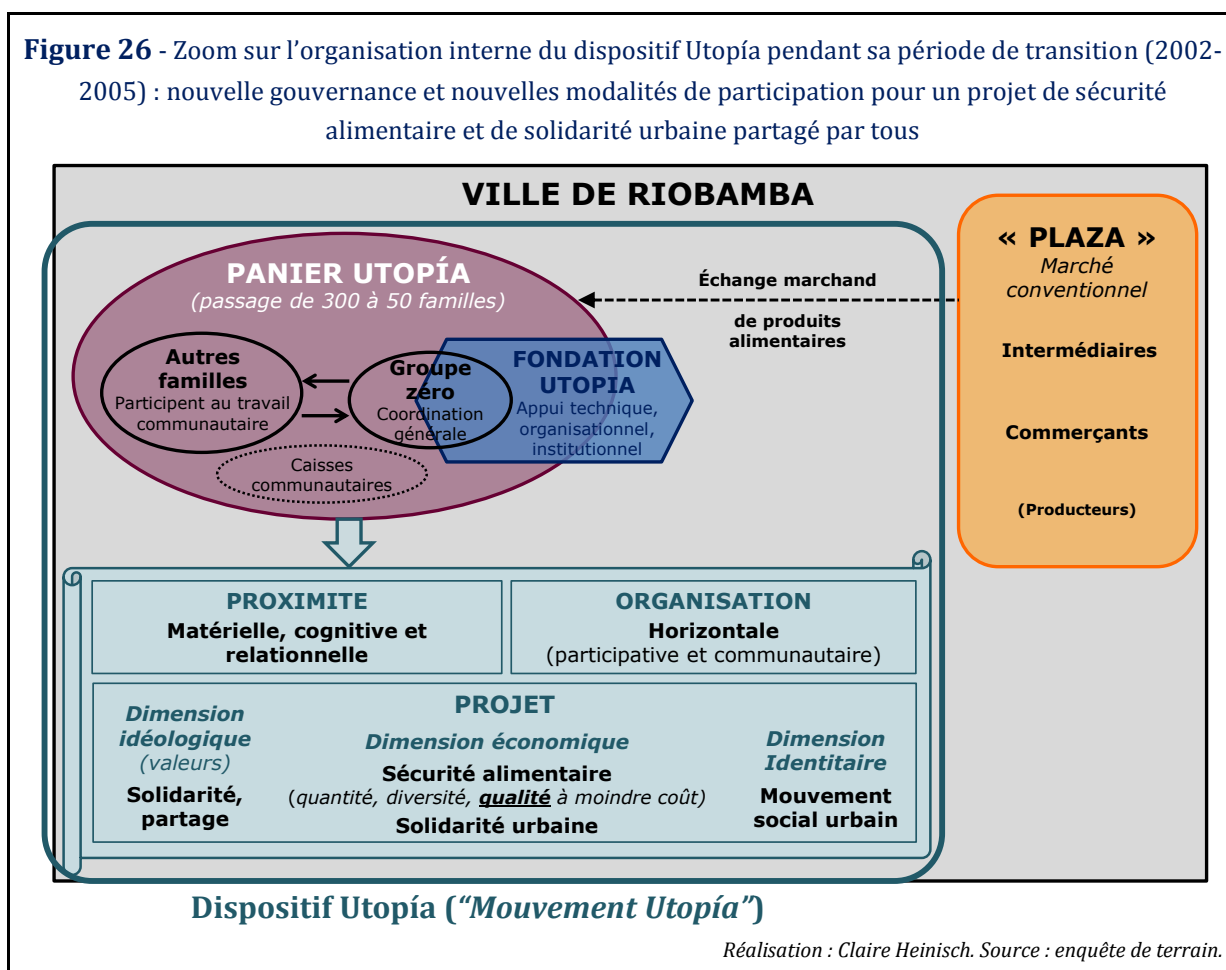 Figure 26 - Zoom sur l’organisation interne du dispositif Utopía pendant sa période de transition (2002-
2005) : nouvelle gouvernance et nouvelles modalités de participation pour un projet de sécurité
alimentaire et de solidarité urbaine partagé par tous
VILLE DE RIOBAMBA
PANIER UTOPÍA
(passage de 300 à 50 familles)
Autres
familles
Participent au travail
communautaire
Groupe
zéro
Coordination
générale
FONDATION
UTOPIA
Appui technique,
organisationnel,
institutionnel
Caisses
communautaires
Échange marchand
de produits
alimentaires
« PLAZA »
Marché
conventionnel
Intermédiaires
Commerçants
(Producteurs)
PROXIMITE
Matérielle, cognitive et
relationnelle
ORGANISATION
Horizontale
(participative et communautaire)
PROJET
Dimension
idéologique
(valeurs)
Solidarité,
partage
Dimension économique
Sécurité alimentaire
(quantité, diversité, qualité à moindre coût)
Solidarité urbaine
Dimension
Identitaire
Mouvement
social urbain
Dispositif Utopía (“Mouvement Utopía”)
Réalisation : Claire Heinisch. Source : enquête de terrain.